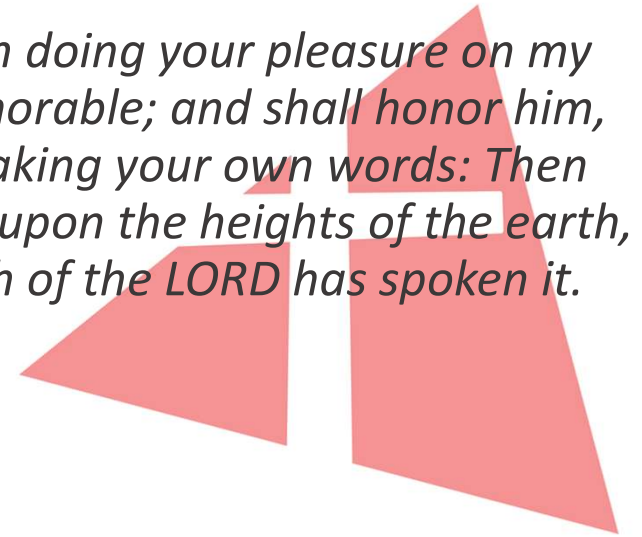 doing your pleasure on my
orable; and shall honor him,
aking your own words: Then
upon the heights of the earth,
of the LORD has spoken it.